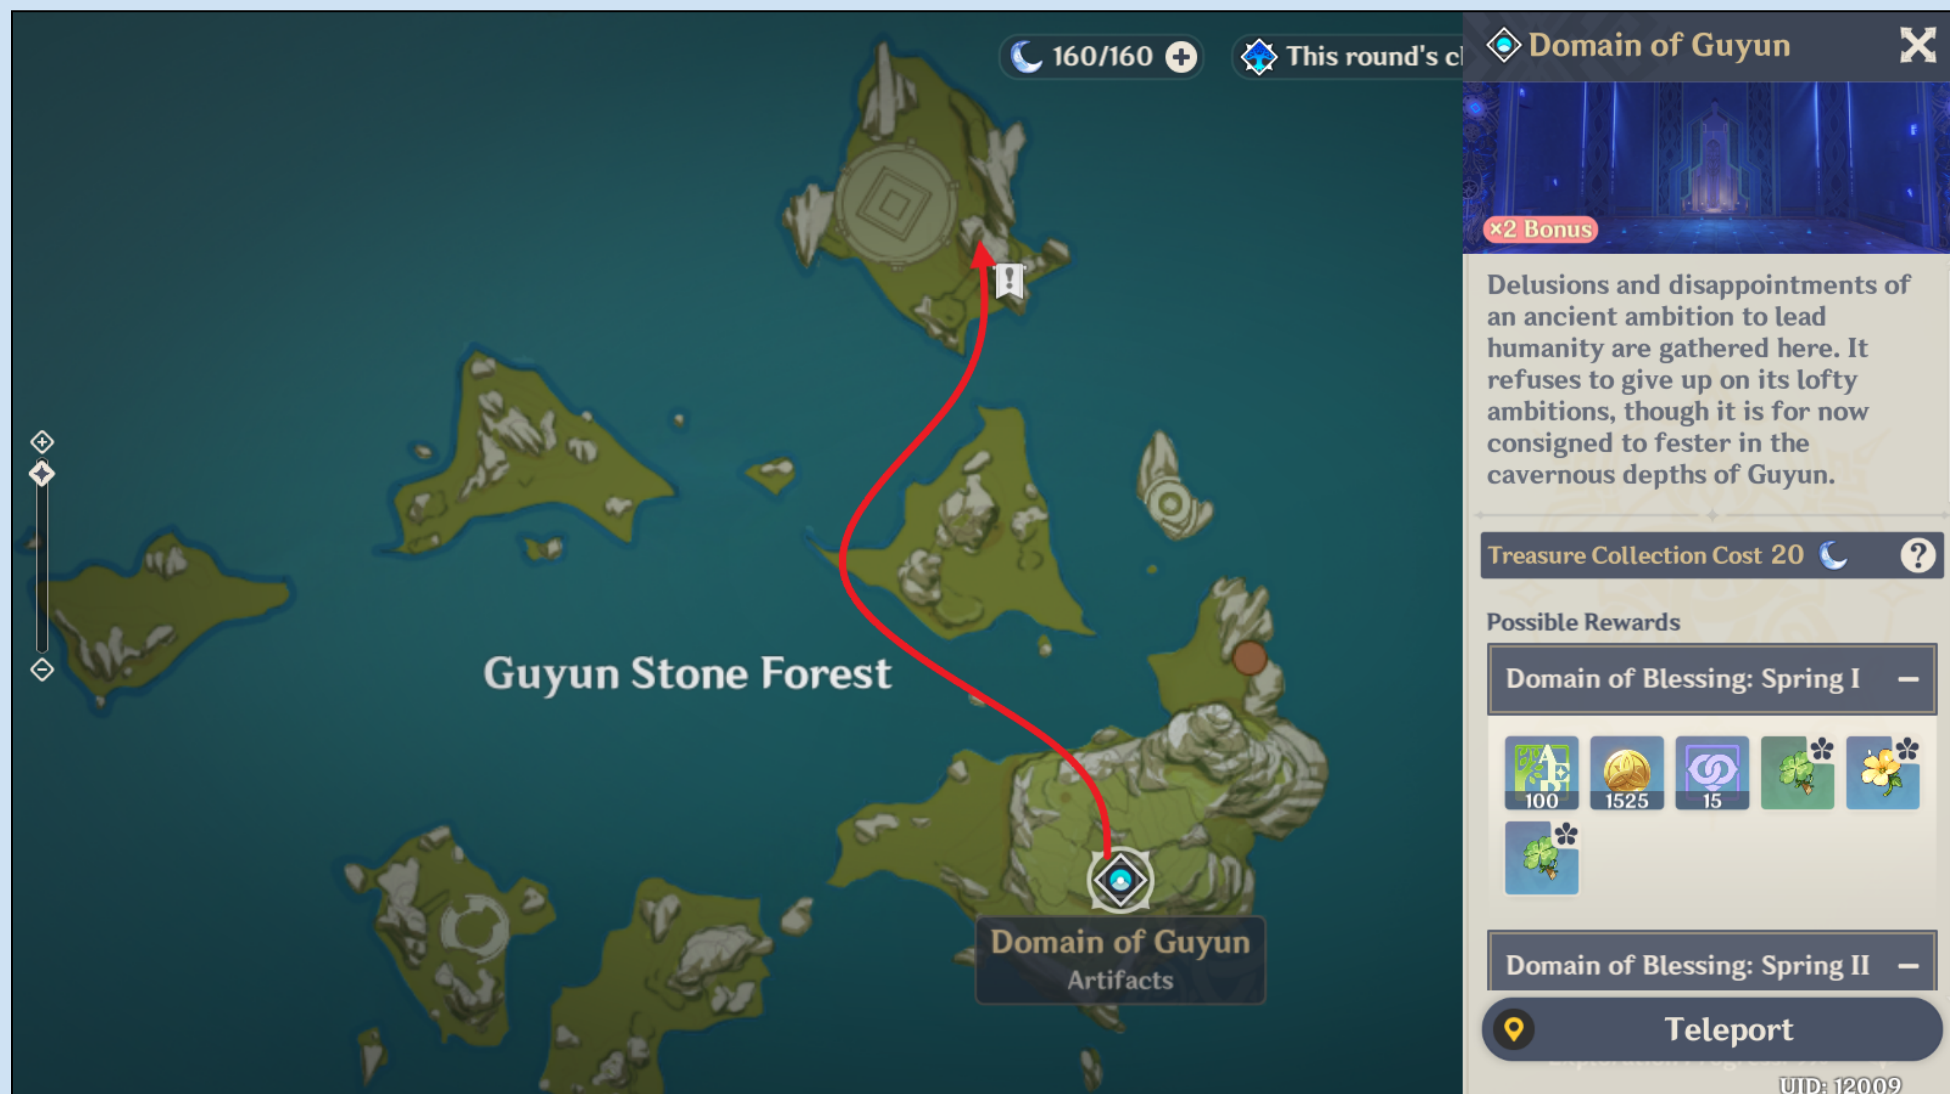 160/160
This round's cl
Domain of Guyun
×2 Bonus
Delusions and disappointments of
an ancient ambition to lead
humanity are gathered here. It
refuses to give up on its lofty
ambitions, though it is for now
consigned to fester in the
cavernous depths of Guyun.
Treasure Collection Cost 20
Possible Rewards
Domain of Blessing: Spring I
100
1525
15
Domain of Blessing: Spring II
Teleport
UID: 12009
Guyun Stone Forest
Domain of Guyun
Artifacts